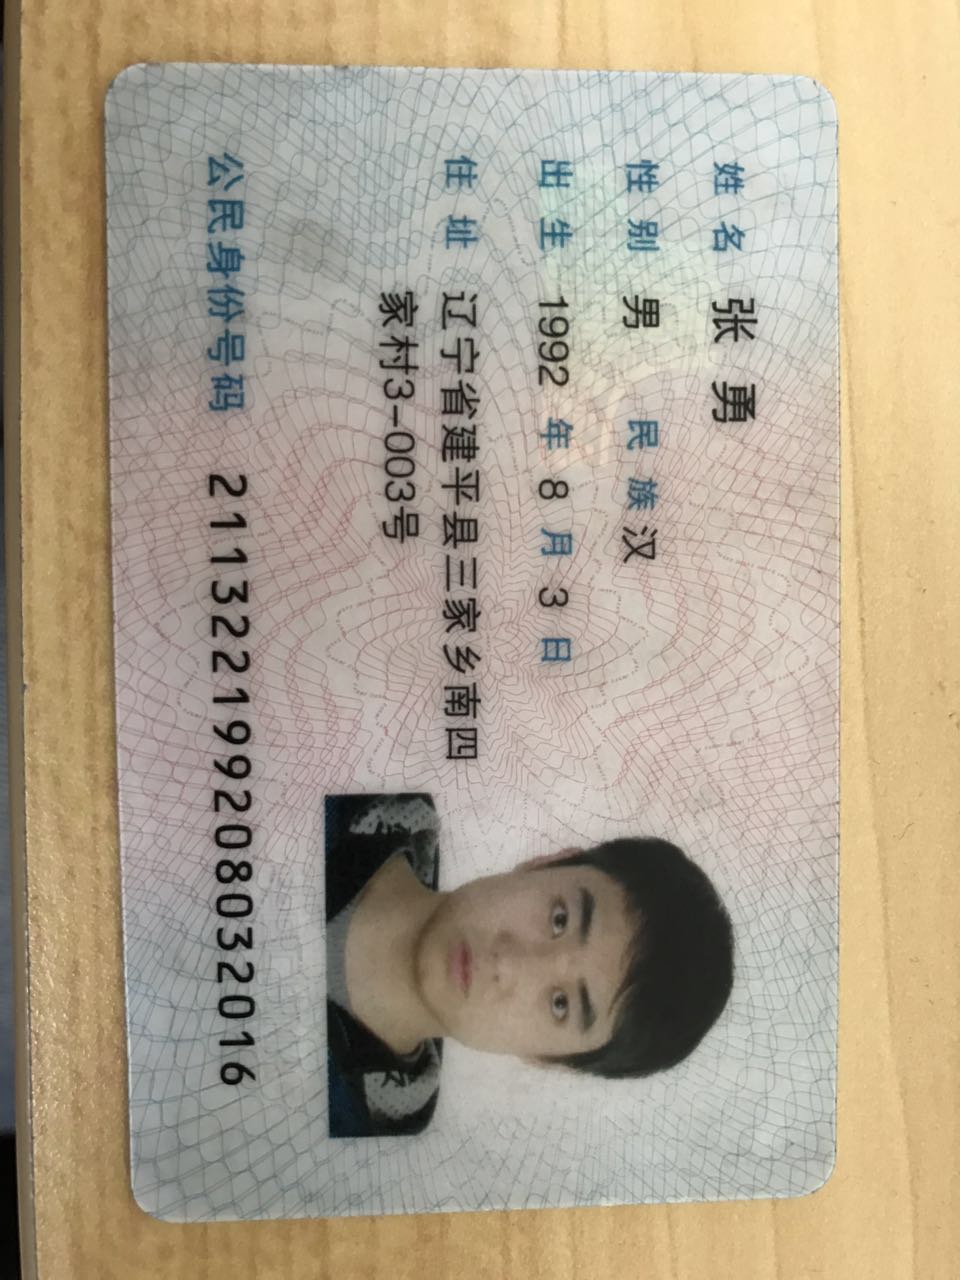 姓名 张勇
性别 男 民族 汉
出生 1992 年 8 月 3 日
住址 辽宁省建平县三家乡南四
家村3-003号
公民身份号码 211322199208032016